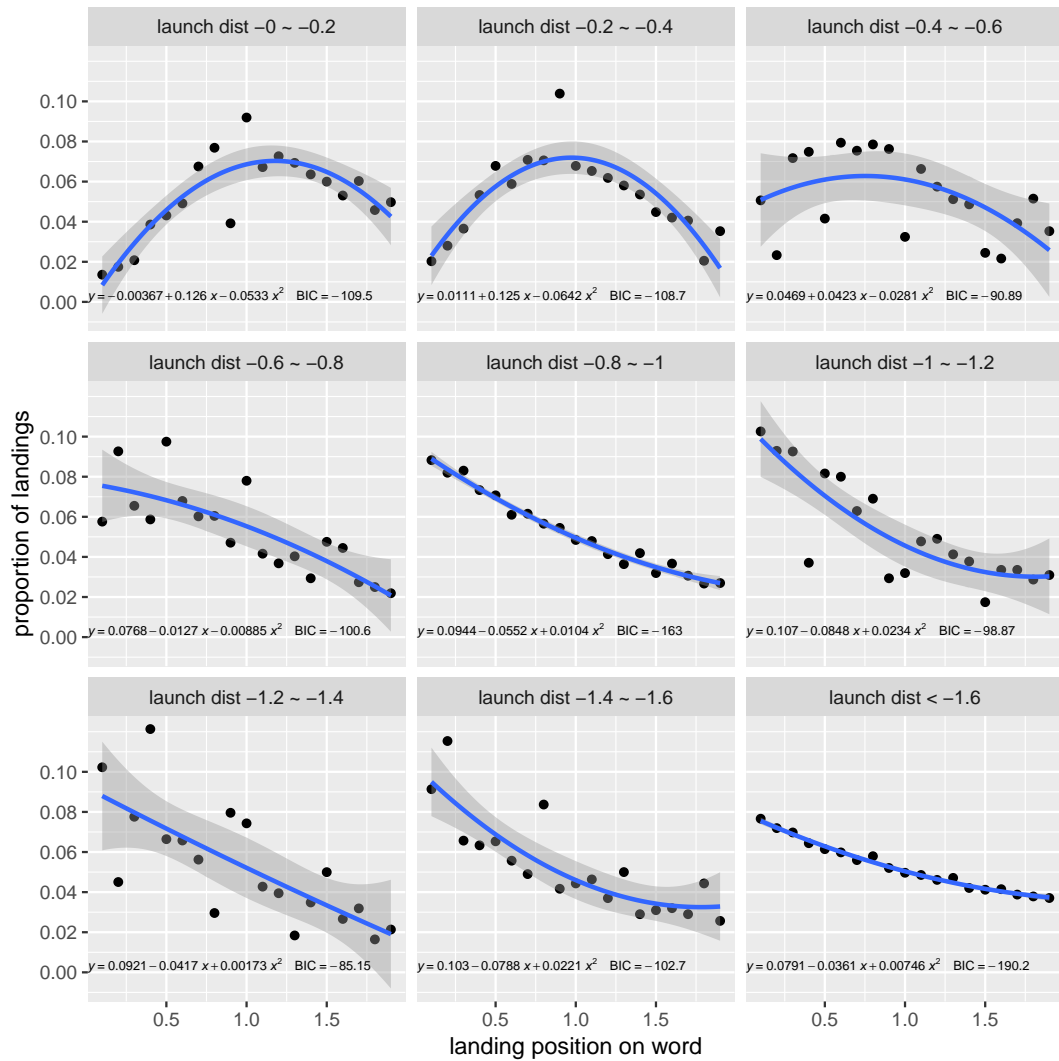 launch dist −0 ~ −0.2
launch dist −0.2 ~ −0.4
launch dist −0.4 ~ −0.6
0.10
0.08
0.06
0.04
0.02
0.00
y = −0.00367 + 0.126 x − 0.0533 x² BIC = −109.5
y = 0.0111 + 0.125 x − 0.0642 x² BIC = −108.7
y = 0.0469 + 0.0423 x − 0.0281 x² BIC = −90.89
launch dist −0.6 ~ −0.8
launch dist −0.8 ~ −1
launch dist −1 ~ −1.2
proportion of landings
0.10
0.08
0.06
0.04
0.02
0.00
y = 0.0768 − 0.0127 x − 0.00885 x² BIC = −100.6
y = 0.0944 − 0.0552 x + 0.0104 x² BIC = −163
y = 0.107 − 0.0848 x + 0.0234 x² BIC = −98.87
launch dist −1.2 ~ −1.4
launch dist −1.4 ~ −1.6
launch dist < −1.6
0.10
0.08
0.06
0.04
0.02
0.00
y = 0.0921 − 0.0417 x + 0.00173 x² BIC = −85.15
y = 0.103 − 0.0788 x + 0.0221 x² BIC = −102.7
y = 0.0791 − 0.0361 x + 0.00746 x² BIC = −190.2
0.5 1.0 1.5 0.5 1.0 1.5 0.5 1.0 1.5
landing position on word